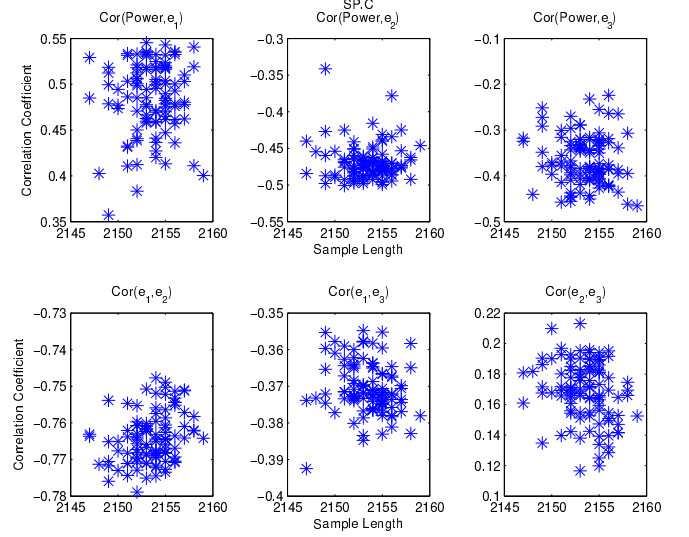 SP.C
Cor(Power,e1) Cor(Power,e2) Cor(Power,e3)
0.55 −0.3 −0.1
0.5 −0.35 −0.2
0.45 −0.4 −0.3
0.4 −0.45 −0.4
0.35 −0.5 −0.5
−0.55
Correlation Coefficient
2145 2150 2155 2160 2145 2150 2155 2160 2145 2150 2155 2160
Sample Length
Cor(e1,e2) Cor(e1,e3) Cor(e2,e3)
−0.73 −0.35 0.22
−0.74 −0.36 0.2
−0.75 −0.37 0.18
−0.76 −0.38 0.16
−0.77 −0.39 0.14
−0.78 −0.4 0.12
0.1
Correlation Coefficient
2145 2150 2155 2160 2145 2150 2155 2160 2145 2150 2155 2160
Sample Length